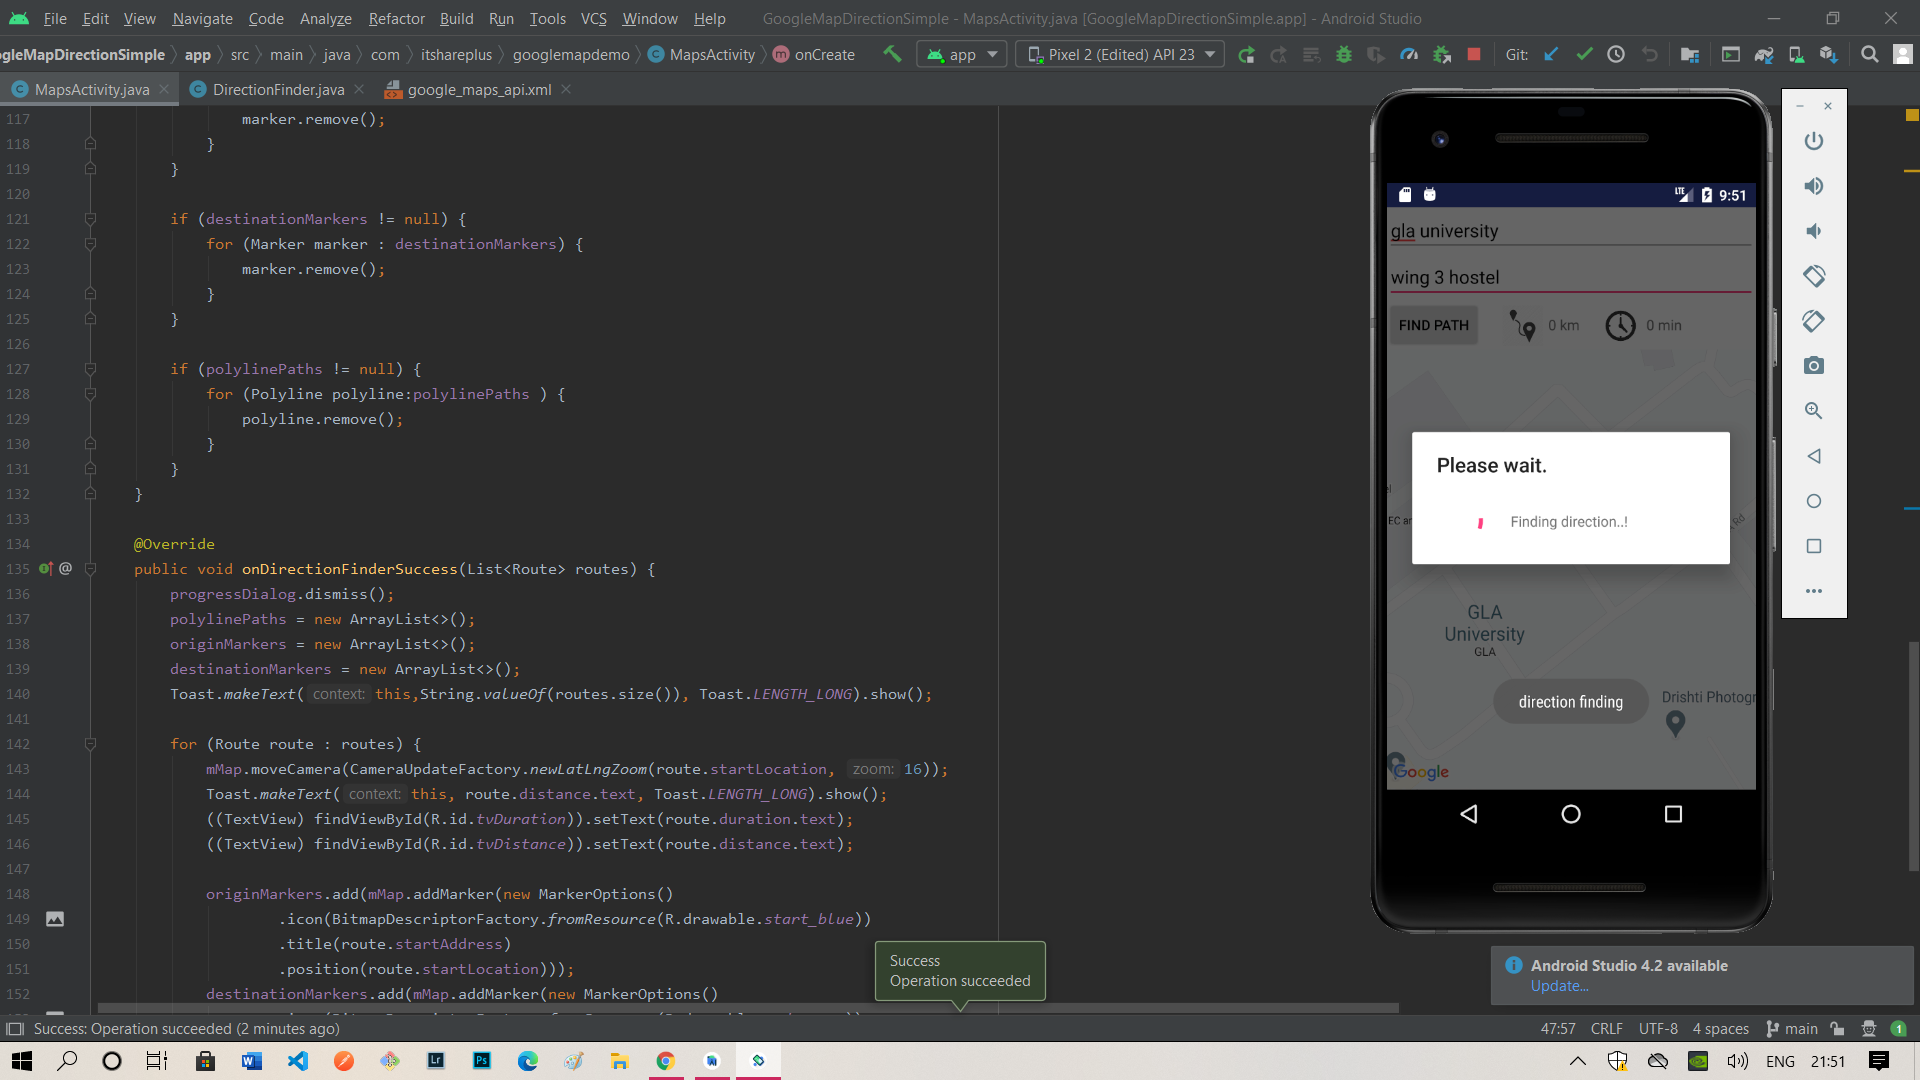 File Edit View Navigate Code Analyze Refactor Build Run Tools VCS Window Help GoogleMapDirectionSimple - MapsActivity.java [GoogleMapDirectionSimple.app] - Android Studio
ogleMapDirectionSimple app src main java com itshareplus googlemapdemo MapsActivity onCreate app Pixel 2 (Edited) API 23 Git:
MapsActivity.java DirectionFinder.java google_maps_api.xml
117 marker.remove();
118 }
119 }
120
121 if (destinationMarkers != null) {
122 for (Marker marker : destinationMarkers) {
123 marker.remove();
124 }
125 }
126
127 if (polylinePaths != null) {
128 for (Polyline polyline:polylinePaths ) {
129 polyline.remove();
130 }
131 }
132 }
133
134 @Override
135 public void onDirectionFinderSuccess(List<Route> routes) {
136 progressDialog.dismiss();
137 polylinePaths = new ArrayList<>();
138 originMarkers = new ArrayList<>();
139 destinationMarkers = new ArrayList<>();
140 Toast.makeText( context: this,String.valueOf(routes.size()), Toast.LENGTH_LONG).show();
141
142 for (Route route : routes) {
143 mMap.moveCamera(CameraUpdateFactory.newLatLngZoom(route.startLocation, zoom: 16));
144 Toast.makeText( context: this, route.distance.text, Toast.LENGTH_LONG).show();
145 ((TextView) findViewById(R.id.tvDuration)).setText(route.duration.text);
146 ((TextView) findViewById(R.id.tvDistance)).setText(route.distance.text);
147
148 originMarkers.add(mMap.addMarker(new MarkerOptions()
149 .icon(BitmapDescriptorFactory.fromResource(R.drawable.start_blue))
150 .title(route.startAddress)
151 .position(route.startLocation)));
152 destinationMarkers.add(mMap.addMarker(new MarkerOptions()
LTE 9:51
gla university
wing 3 hostel
FIND PATH 0 km 0 min
Please wait.
Finding direction..!
EC ar
Rd
GLA
University
GLA
direction finding
Drishti Photogr
Google
Success
Operation succeeded
Android Studio 4.2 available
Update...
Success: Operation succeeded (2 minutes ago) 47:57 CRLF UTF-8 4 spaces main 1
Lr Ps ENG 21:51